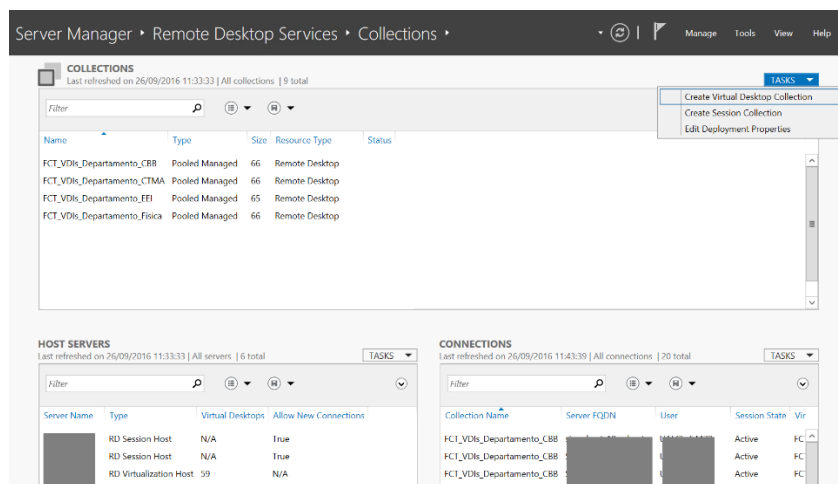 Server Manager ‣ Remote Desktop Services ‣ Collections ‣
Manage Tools View Help
COLLECTIONS
Last refreshed on 26/09/2016 11:33:33 | All collections | 9 total
TASKS
Create Virtual Desktop Collection
Create Session Collection
Edit Deployment Properties
Filter
Name Type Size Resource Type Status
FCT_VDIs_Departamento_CBB Pooled Managed 66 Remote Desktop
FCT_VDIs_Departamento_CTMA Pooled Managed 66 Remote Desktop
FCT_VDIs_Departamento_EEI Pooled Managed 65 Remote Desktop
FCT_VDIs_Departamento_Fisica Pooled Managed 66 Remote Desktop
HOST SERVERS
Last refreshed on 26/09/2016 11:33:33 | All servers | 6 total
TASKS
Filter
Server Name Type Virtual Desktops Allow New Connections
RD Session Host N/A True
RD Session Host N/A True
RD Virtualization Host 59 N/A
CONNECTIONS
Last refreshed on 26/09/2016 11:43:39 | All connections | 20 total
TASKS
Filter
Collection Name Server FQDN User Session State Vir
FCT_VDIs_Departamento_CBB Active FC
FCT_VDIs_Departamento_CBB Active FC
FCT_VDIs_Departamento_CBB Active FC